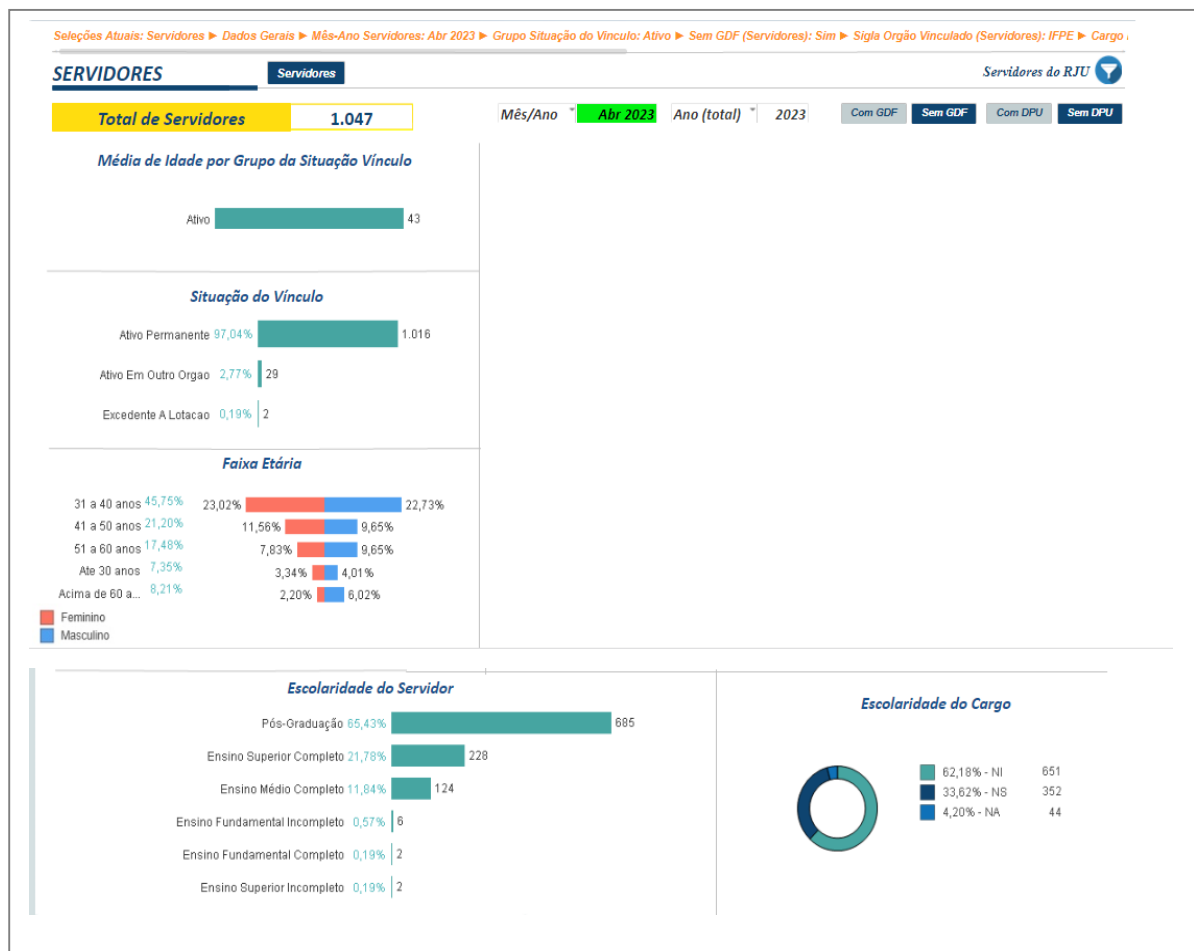 Seleções Atuais: Servidores ► Dados Gerais ► Mês-Ano Servidores: Abr 2023 ► Grupo Situação do Vínculo: Ativo ► Sem GDF (Servidores): Sim ► Sigla Orgão Vinculado (Servidores): IFPE ► Cargo
SERVIDORES Servidores Servidores do RJU
Total de Servidores 1.047 Mês/Ano Abr 2023 Ano (total) 2023 Com GDF Sem GDF Com DPU Sem DPU
Média de Idade por Grupo da Situação Vínculo
Ativo 43
Situação do Vínculo
Ativo Permanente 97,04% 1.016
Ativo Em Outro Orgao 2,77% 29
Excedente A Lotacao 0,19% 2
Faixa Etária
31 a 40 anos 45,75% 23,02% 22,73%
41 a 50 anos 21,20% 11,56% 9,65%
51 a 60 anos 17,48% 7,83% 9,65%
Ate 30 anos 7,35% 3,34% 4,01%
Acima de 60 a... 8,21% 2,20% 6,02%
Feminino
Masculino
Escolaridade do Servidor
Pós-Graduação 65,43% 685
Ensino Superior Completo 21,78% 228
Ensino Médio Completo 11,84% 124
Ensino Fundamental Incompleto 0,57% 6
Ensino Fundamental Completo 0,19% 2
Ensino Superior Incompleto 0,19% 2
Escolaridade do Cargo
62,18% - NI 651
33,62% - NS 352
4,20% - NA 44